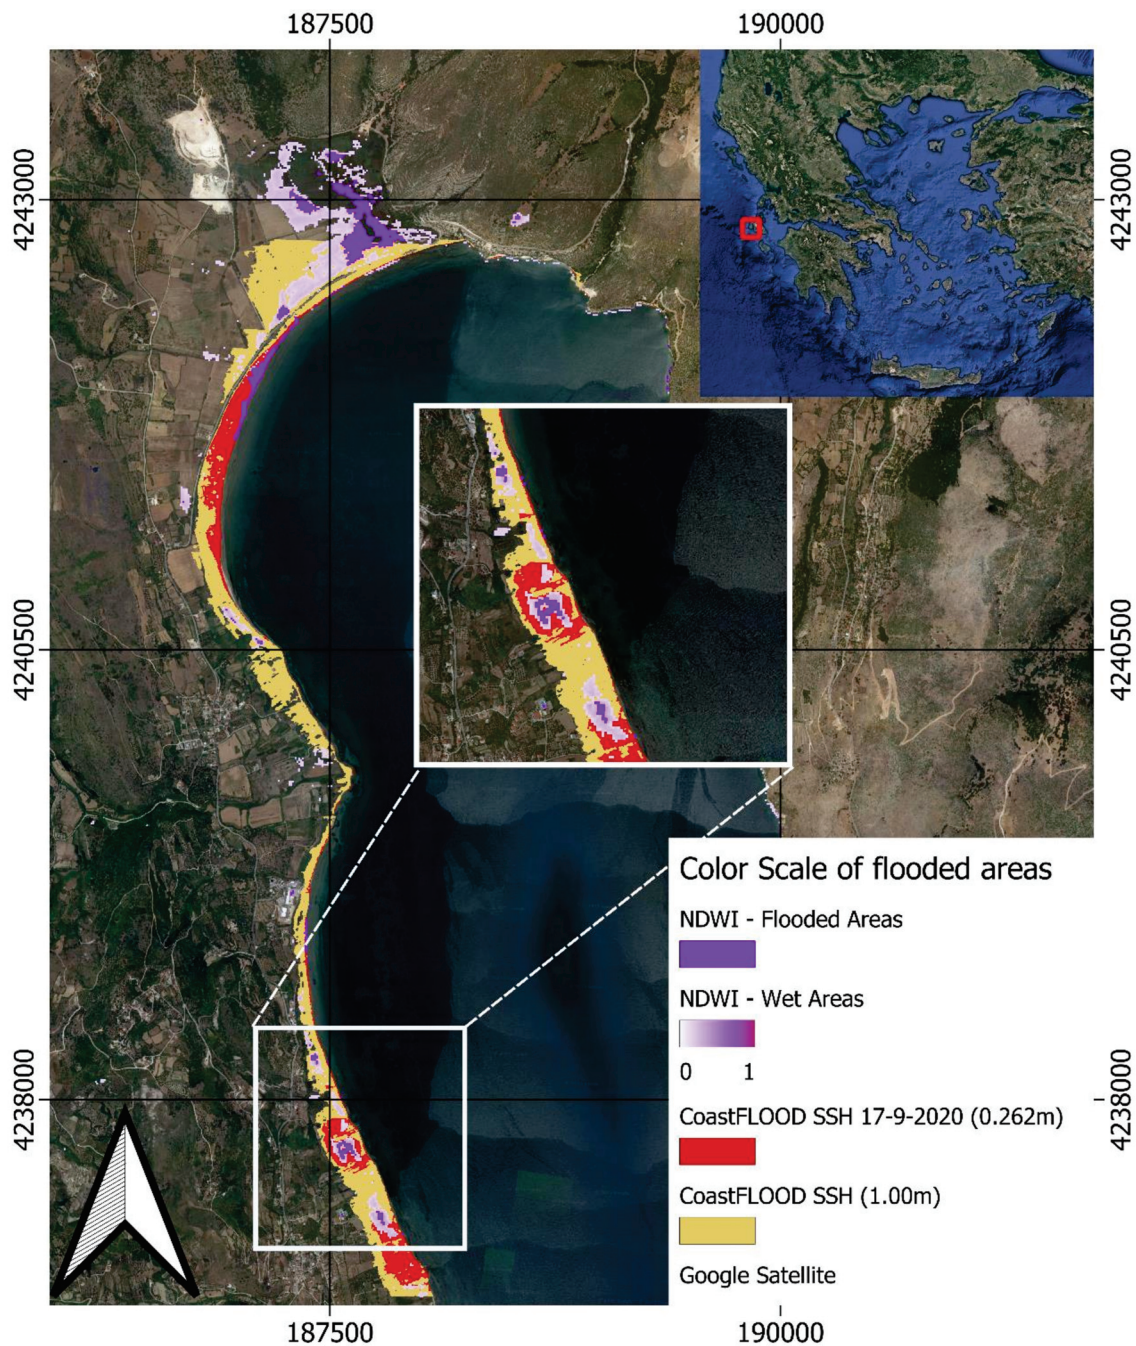 187500
190000
4243000
4243000
4240500
4240500
Color Scale of flooded areas
NDWI - Flooded Areas
NDWI - Wet Areas
0 1
4238000
4238000
CoastFLOOD SSH 17-9-2020 (0.262m)
CoastFLOOD SSH (1.00m)
Google Satellite
187500
190000